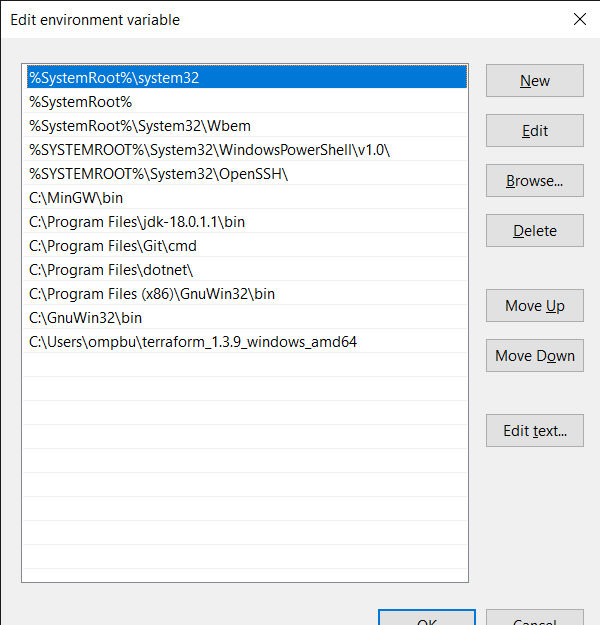 Edit environment variable
%SystemRoot%\system32
%SystemRoot%
%SystemRoot%\System32\Wbem
%SYSTEMROOT%\System32\WindowsPowerShell\v1.0\
%SYSTEMROOT%\System32\OpenSSH\
C:\MinGW\bin
C:\Program Files\jdk-18.0.1.1\bin
C:\Program Files\Git\cmd
C:\Program Files\dotnet\
C:\Program Files (x86)\GnuWin32\bin
C:\GnuWin32\bin
C:\Users\ompbu\terraform_1.3.9_windows_amd64
New
Edit
Browse...
Delete
Move Up
Move Down
Edit text...
OK
Cancel